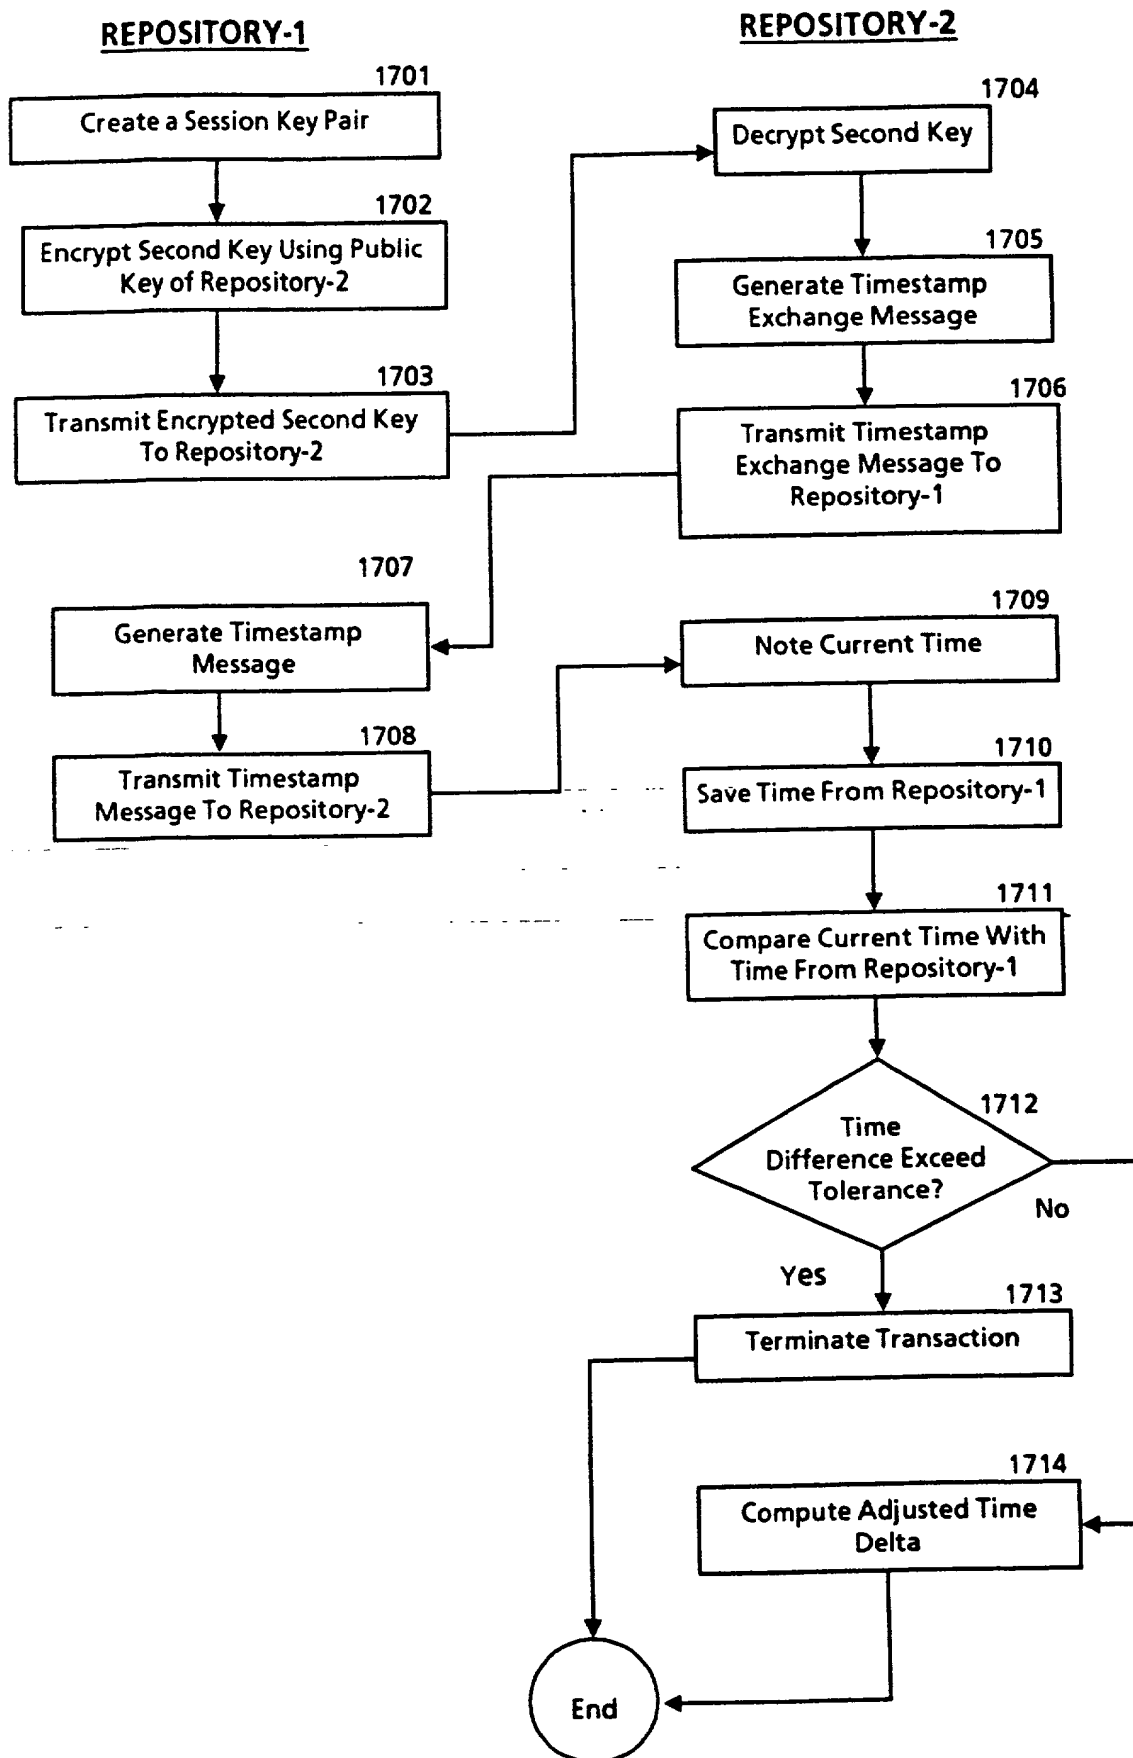 REPOSITORY-1
1701
Create a Session Key Pair
1702
Encrypt Second Key Using Public
Key of Repository-2
1703
Transmit Encrypted Second Key
To Repository-2
REPOSITORY-2
1704
Decrypt Second Key
1705
Generate Timestamp
Exchange Message
1706
Transmit Timestamp
Exchange Message To
Repository-1
1707
Generate Timestamp
Message
1708
Transmit Timestamp
Message To Repository-2
1709
Note Current Time
1710
Save Time From Repository-1
1711
Compare Current Time With
Time From Repository-1
1712
Time
Difference Exceed
Tolerance?
No
Yes
1713
Terminate Transaction
1714
Compute Adjusted Time
Delta
End